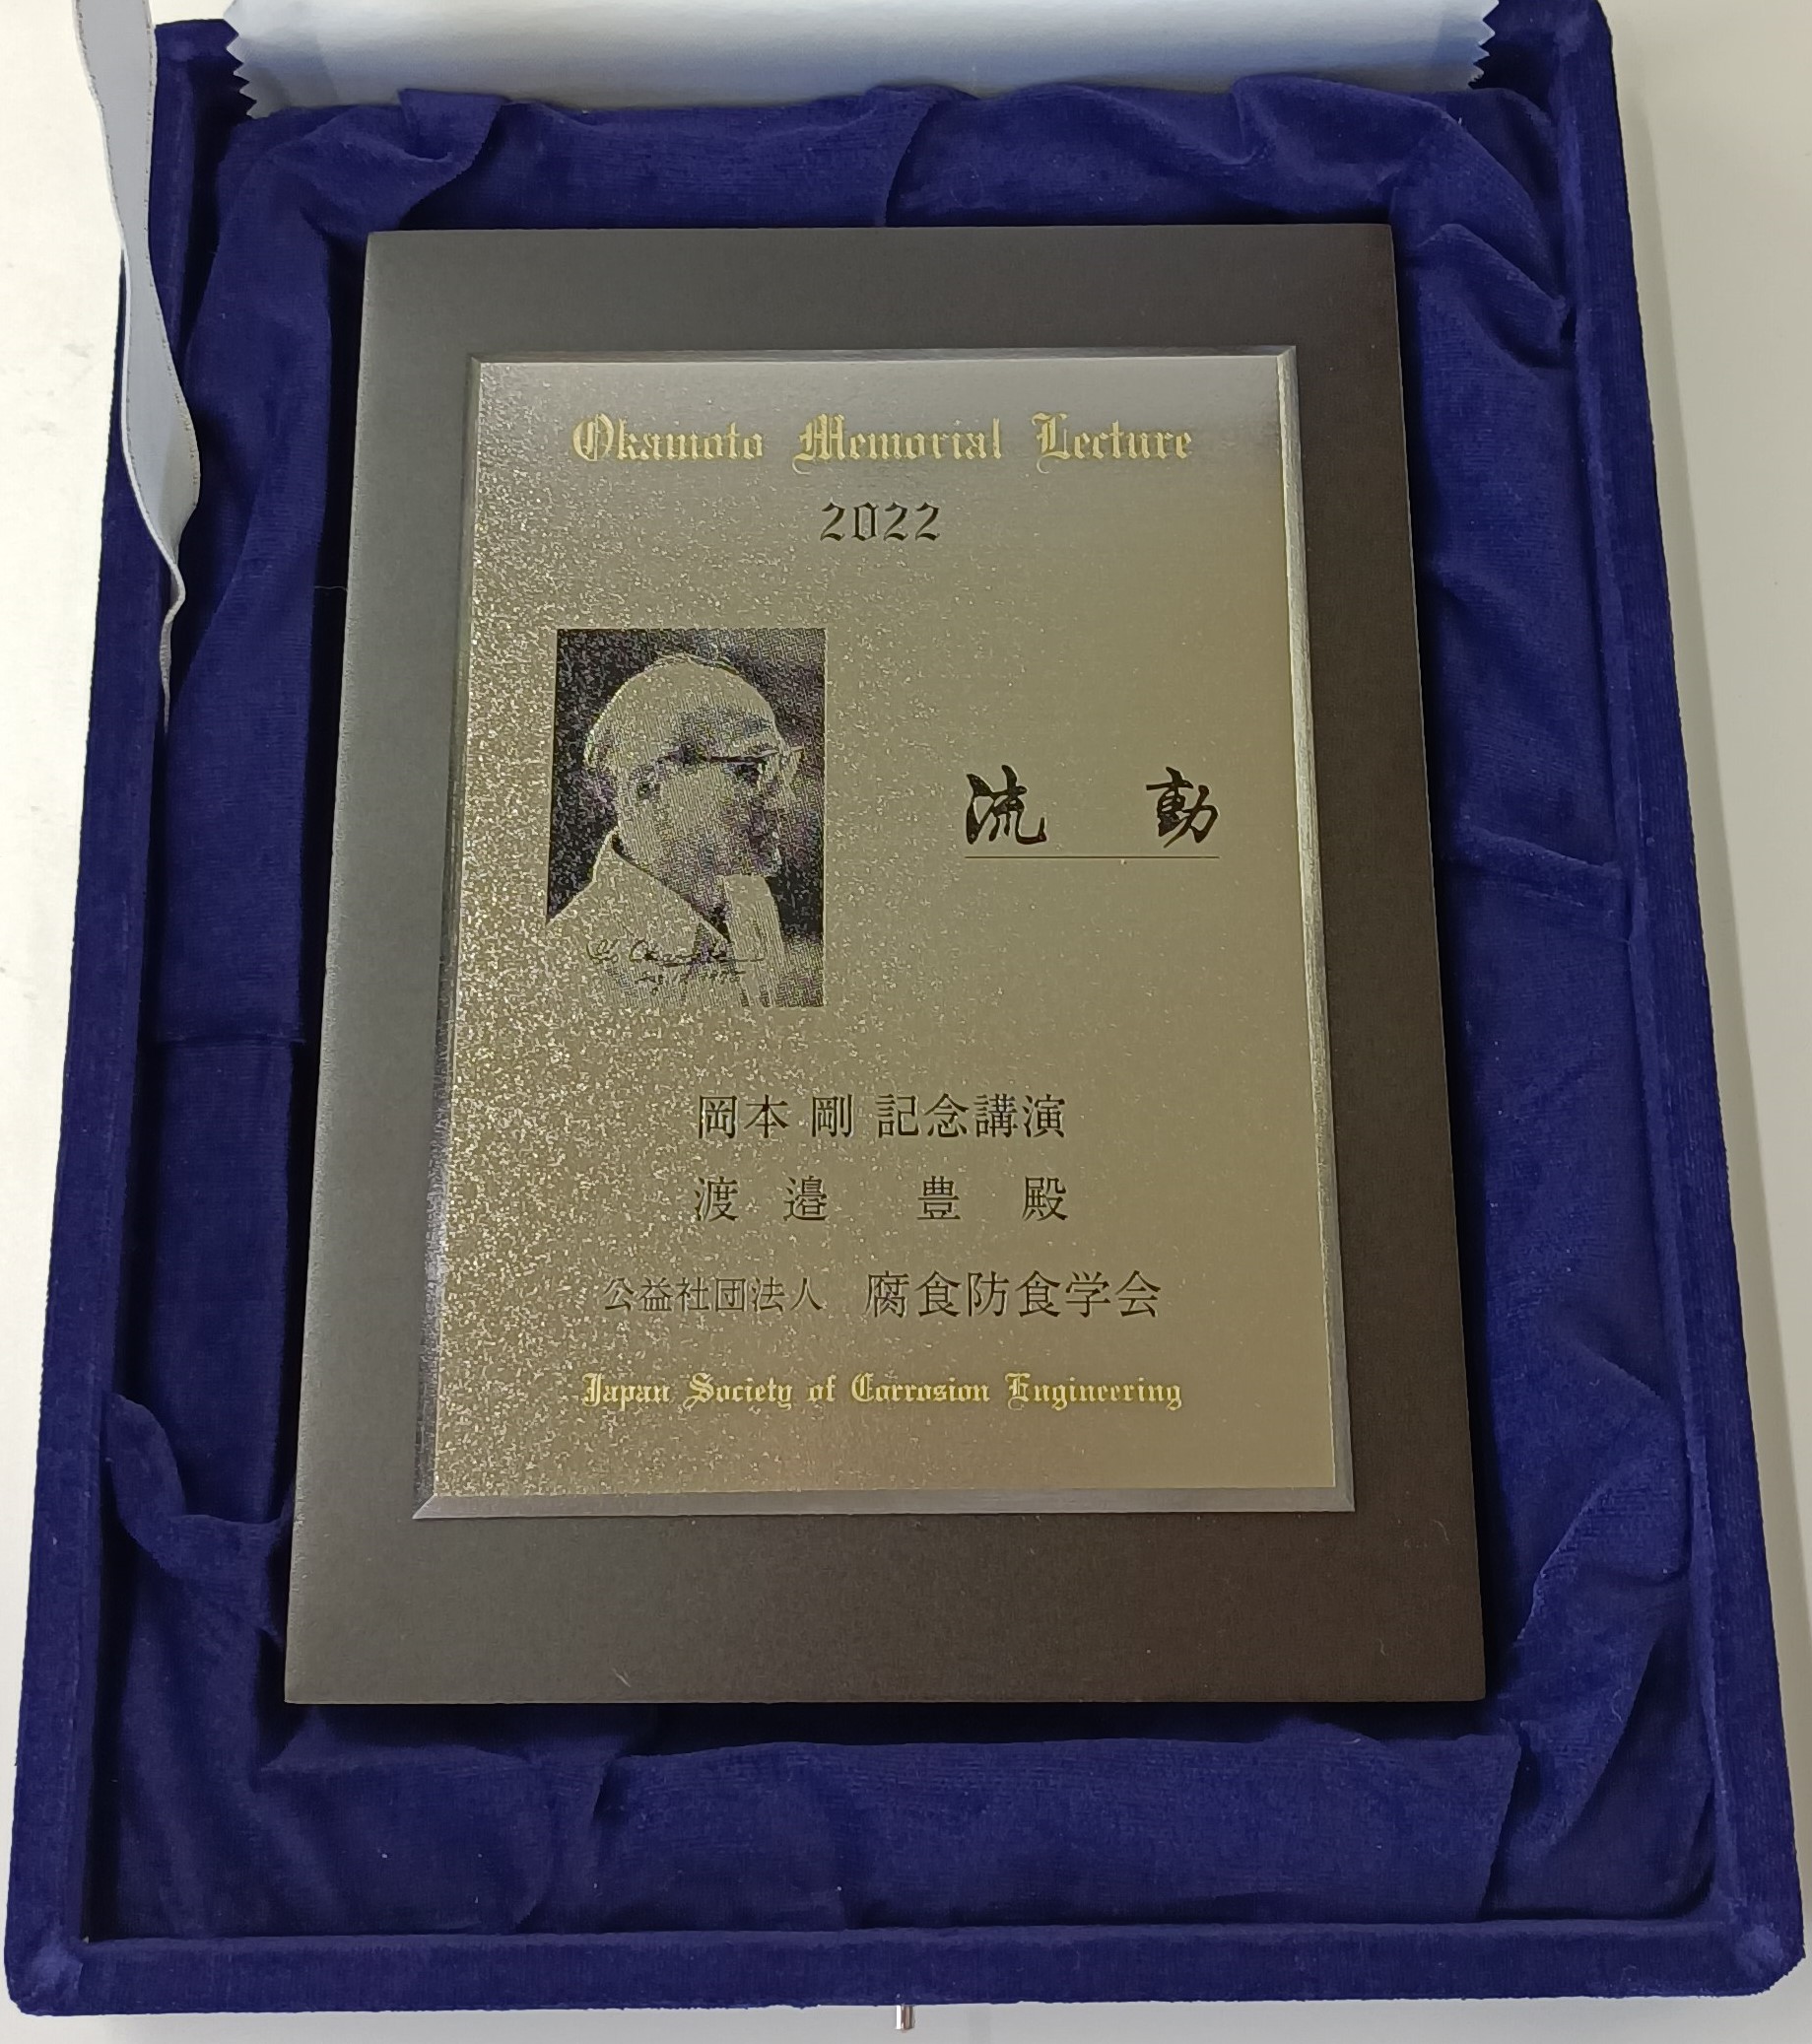 Okamoto Memorial Lecture
2022
流 動
岡本 剛 記念講演
渡 邉 豊 殿
公益社団法人 腐食防食学会
Japan Society of Corrosion Engineering